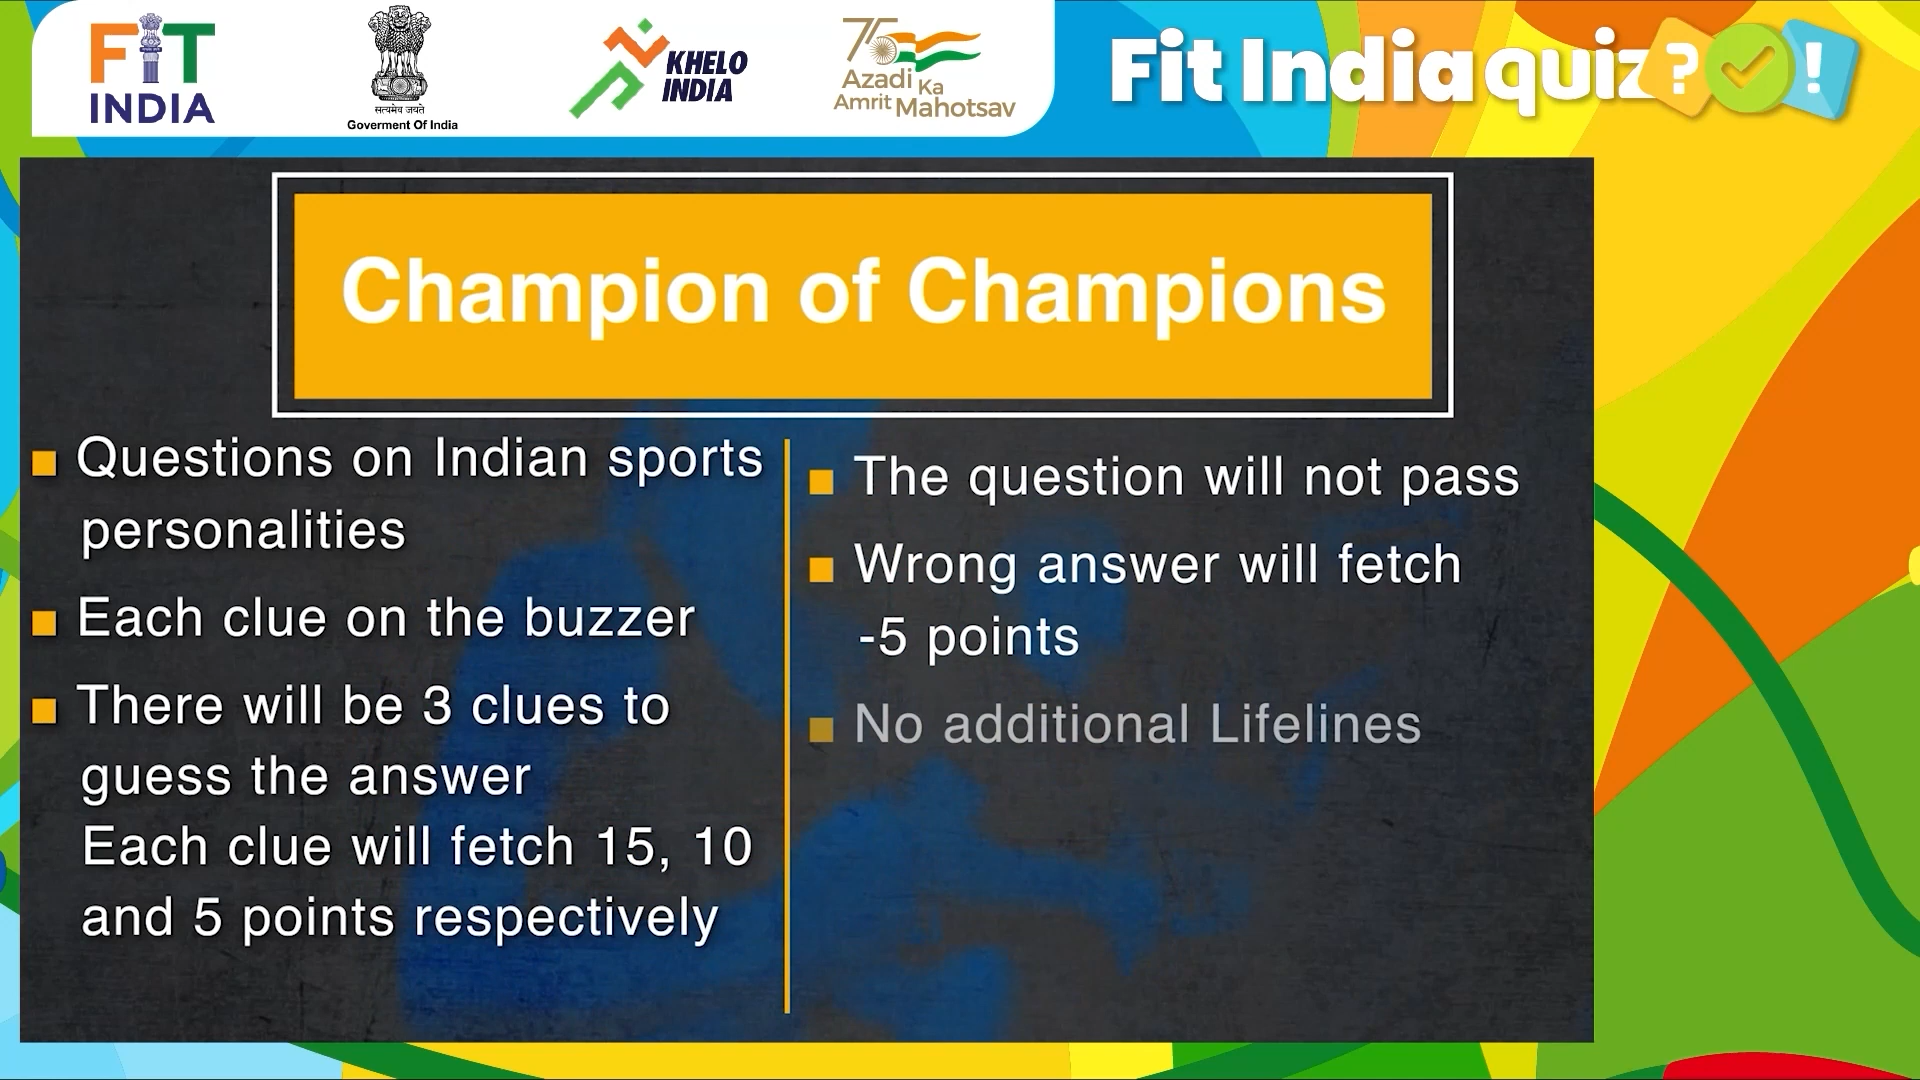 FIT
INDIA
सत्यमेव जयते
Goverment Of India
KHELO
INDIA
75
Azadi Ka
Amrit Mahotsav
Fit India quiz ? !
Champion of Champions
Questions on Indian sports
personalities
Each clue on the buzzer
There will be 3 clues to
guess the answer
Each clue will fetch 15, 10
and 5 points respectively
The question will not pass
Wrong answer will fetch
-5 points
No additional Lifelines